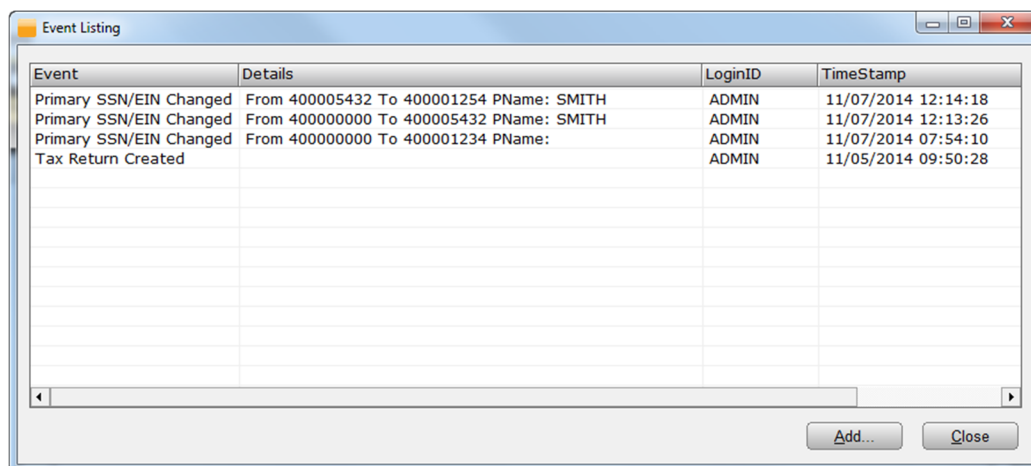 Event Listing
Event Details LoginID TimeStamp
Primary SSN/EIN Changed From 400005432 To 400001254 PName: SMITH ADMIN 11/07/2014 12:14:18
Primary SSN/EIN Changed From 400000000 To 400005432 PName: SMITH ADMIN 11/07/2014 12:13:26
Primary SSN/EIN Changed From 400000000 To 400001234 PName: ADMIN 11/07/2014 07:54:10
Tax Return Created ADMIN 11/05/2014 09:50:28
Add... Close